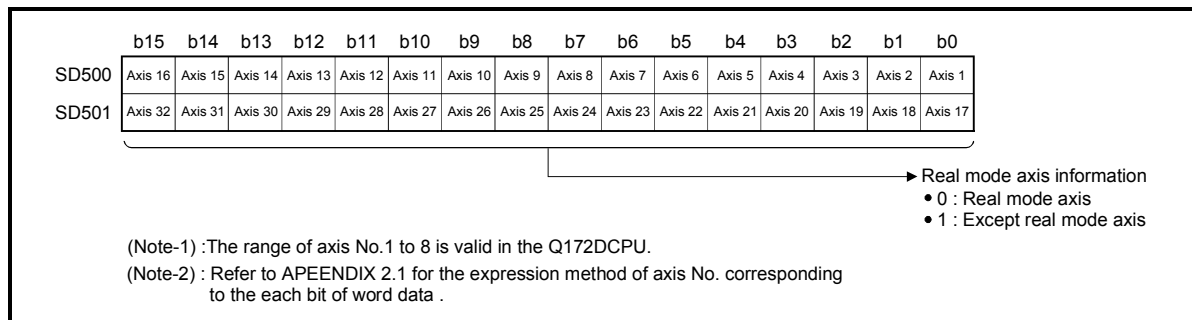 b15 b14 b13 b12 b11 b10 b9 b8 b7 b6 b5 b4 b3 b2 b1 b0
SD500 Axis 16 Axis 15 Axis 14 Axis 13 Axis 12 Axis 11 Axis 10 Axis 9 Axis 8 Axis 7 Axis 6 Axis 5 Axis 4 Axis 3 Axis 2 Axis 1
SD501 Axis 32 Axis 31 Axis 30 Axis 29 Axis 28 Axis 27 Axis 26 Axis 25 Axis 24 Axis 23 Axis 22 Axis 21 Axis 20 Axis 19 Axis 18 Axis 17
Real mode axis information
• 0 : Real mode axis
• 1 : Except real mode axis
(Note-1) :The range of axis No.1 to 8 is valid in the Q172DCPU.
(Note-2) : Refer to APEENDIX 2.1 for the expression method of axis No. corresponding
to the each bit of word data .